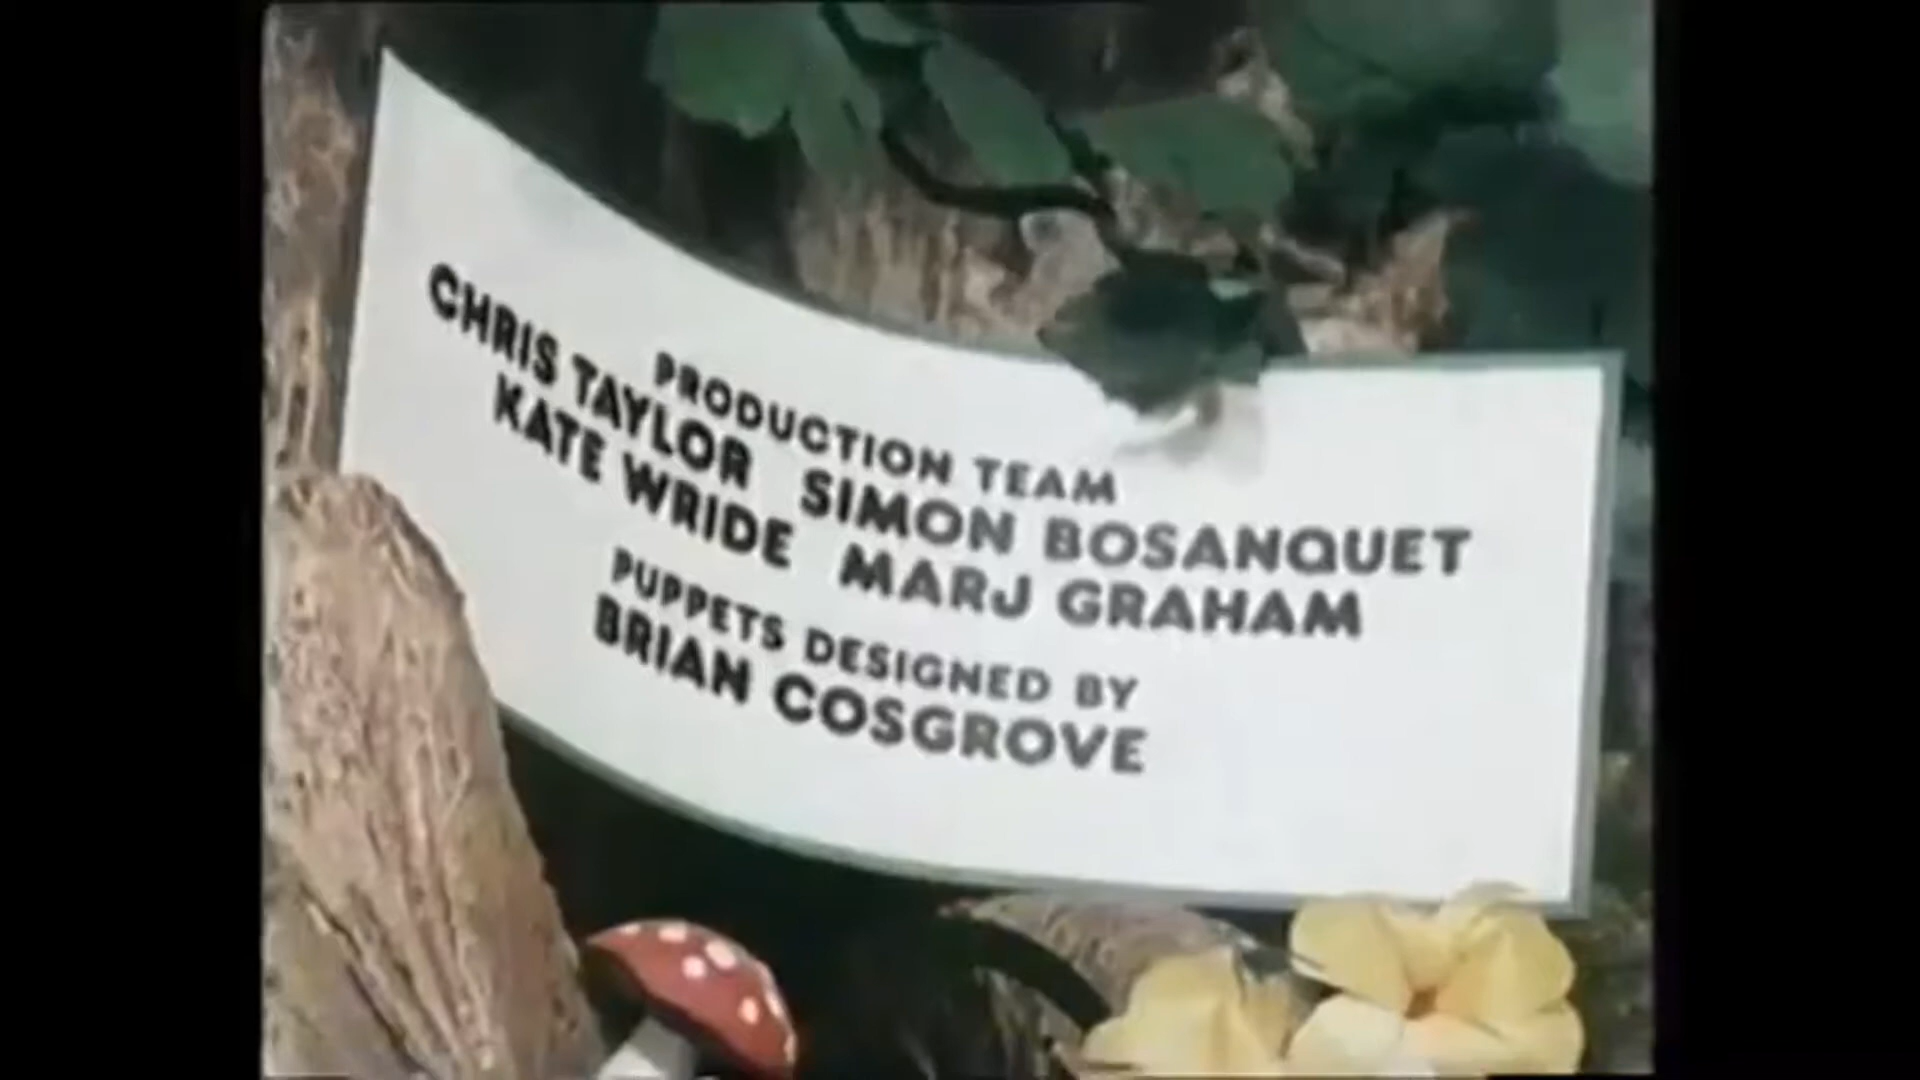 PRODUCTION TEAM
CHRIS TAYLOR SIMON BOSANQUET
KATE WRIDE MARJ GRAHAM
PUPPETS DESIGNED BY
BRIAN COSGROVE